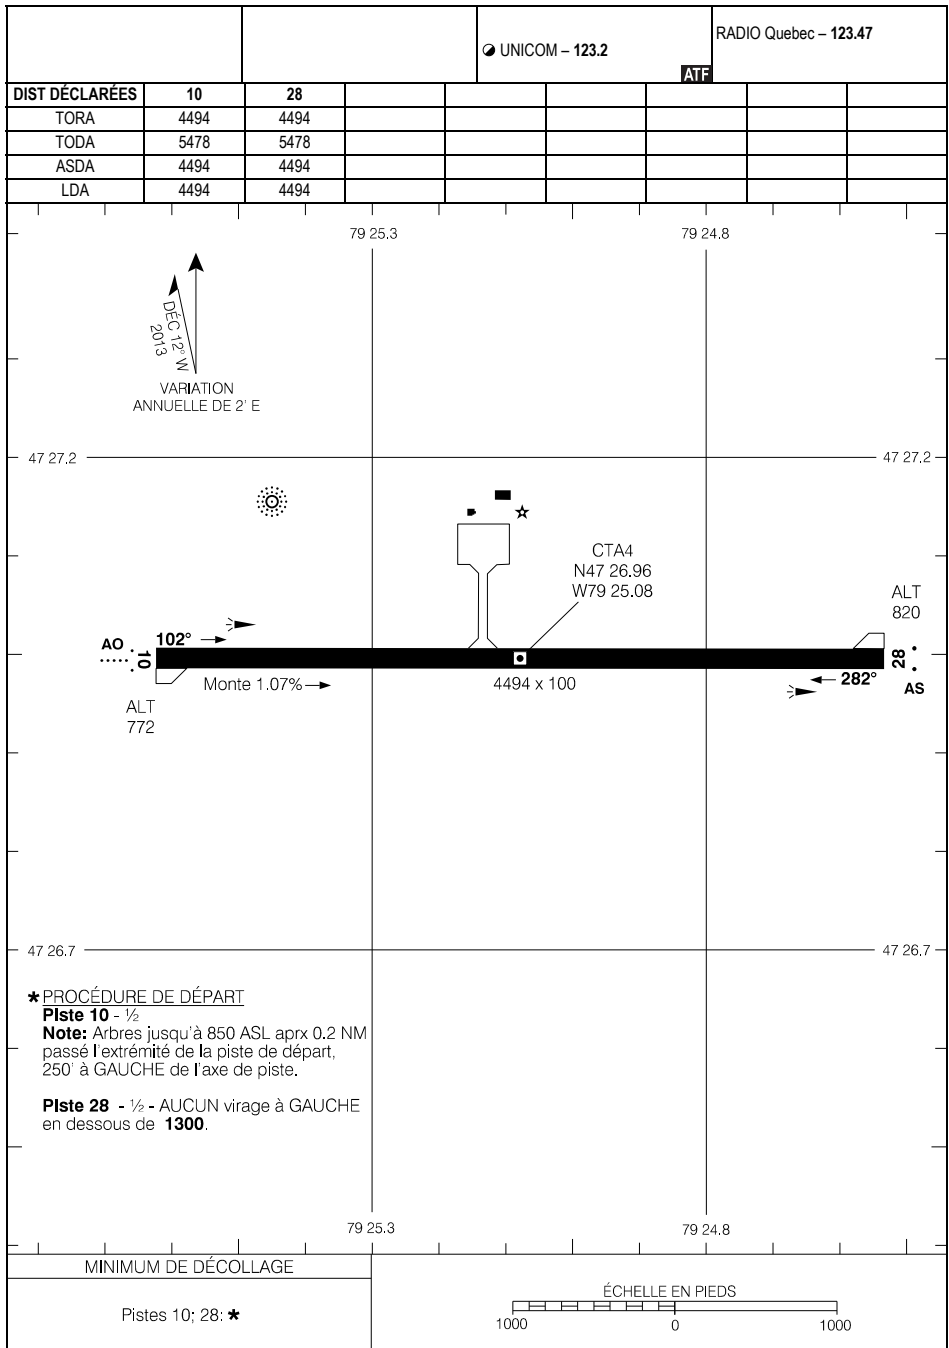 UNICOM – 123.2
ATF
RADIO Quebec – 123.47
DIST DÉCLARÉES 10 28
TORA 4494 4494
TODA 5478 5478
ASDA 4494 4494
LDA 4494 4494
79 25.3 79 24.8
DÉC 12° W
2013
VARIATION
ANNUELLE DE 2' E
47 27.2 47 27.2
CTA4
N47 26.96
W79 25.08
ALT
820
AO
102°
10
28
Monte 1.07%
4494 x 100
282°
AS
ALT
772
47 26.7 47 26.7
* PROCÉDURE DE DÉPART
Piste 10 - ½
Note: Arbres jusqu'à 850 ASL aprx 0.2 NM
passé l'extrémité de la piste de départ,
250' à GAUCHE de l'axe de piste.
Piste 28 - ½ - AUCUN virage à GAUCHE
en dessous de 1300.
79 25.3 79 24.8
MINIMUM DE DÉCOLLAGE
Pistes 10; 28: *
ÉCHELLE EN PIEDS
1000 0 1000